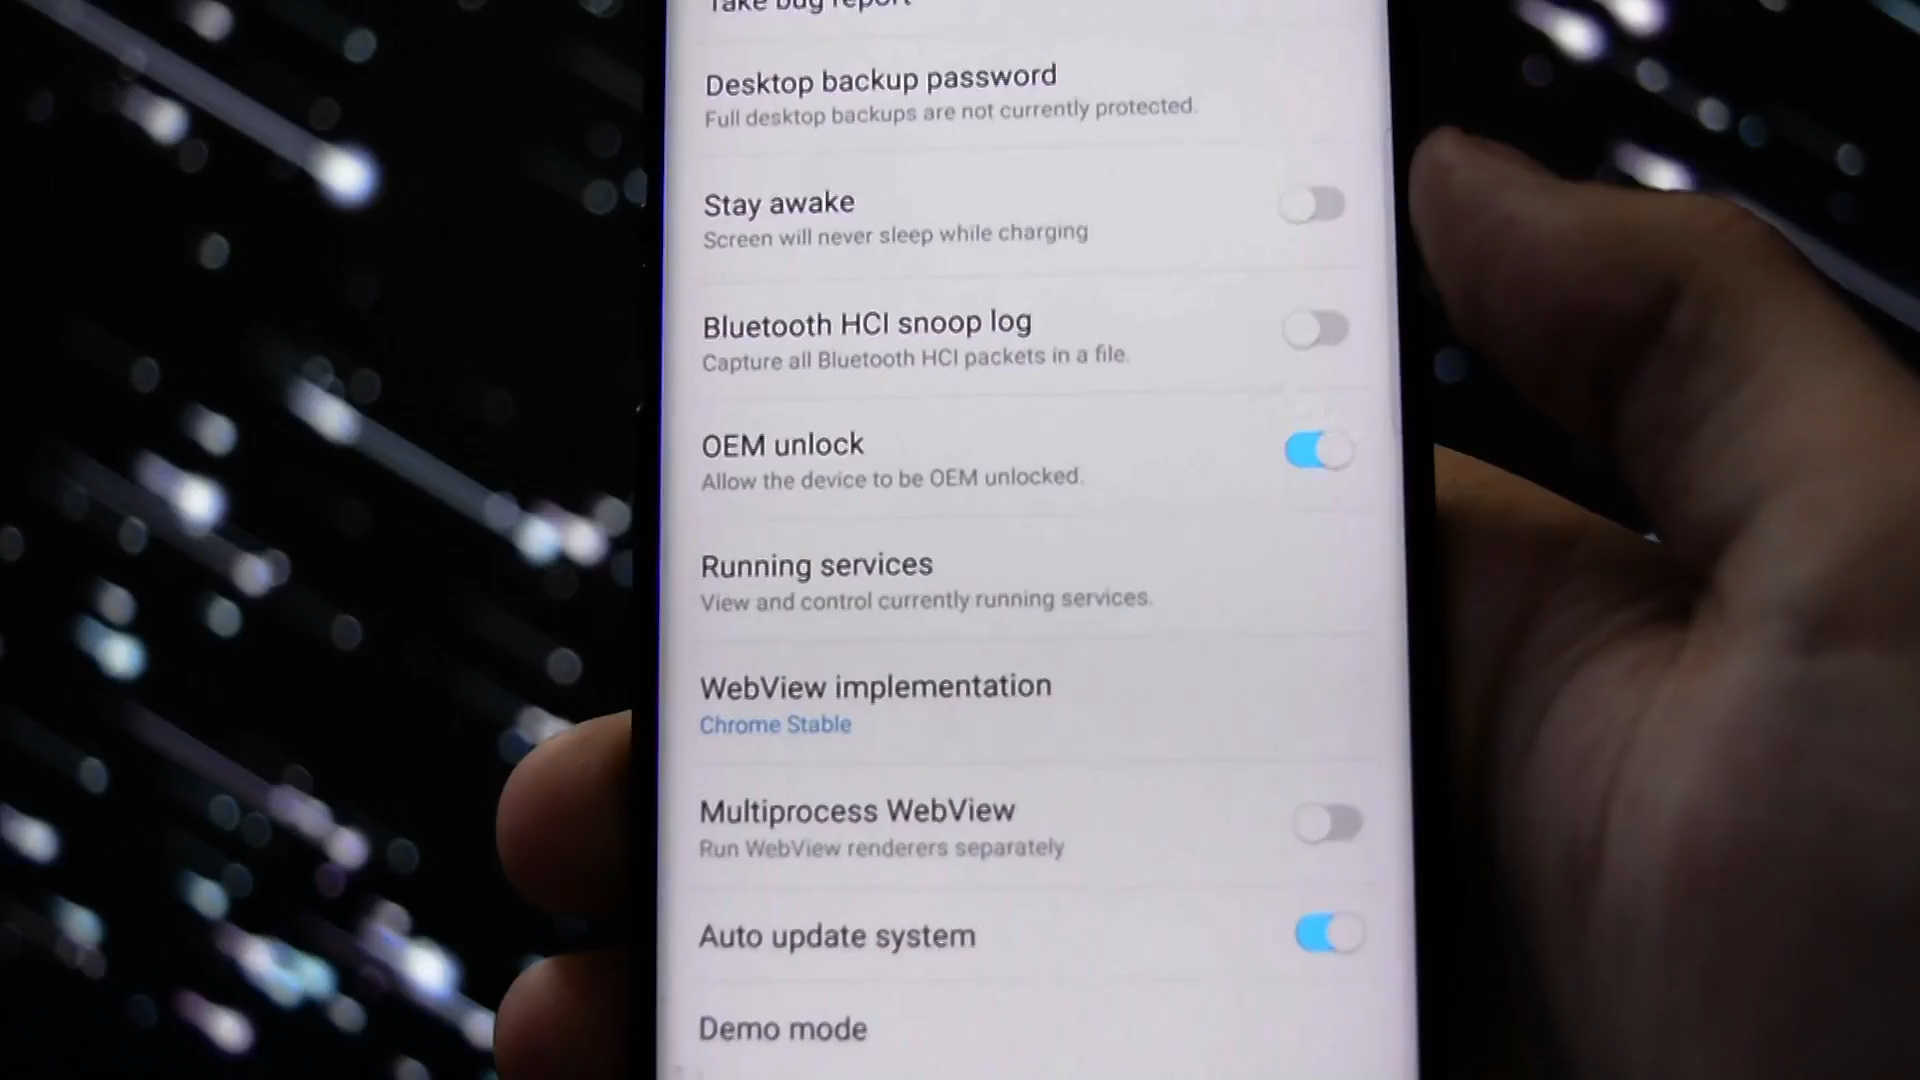 Take bug report
Desktop backup password
Full desktop backups are not currently protected.
Stay awake
Screen will never sleep while charging
Bluetooth HCI snoop log
Capture all Bluetooth HCI packets in a file.
OEM unlock
Allow the device to be OEM unlocked.
Running services
View and control currently running services.
WebView implementation
Chrome Stable
Multiprocess WebView
Run WebView renderers separately
Auto update system
Demo mode